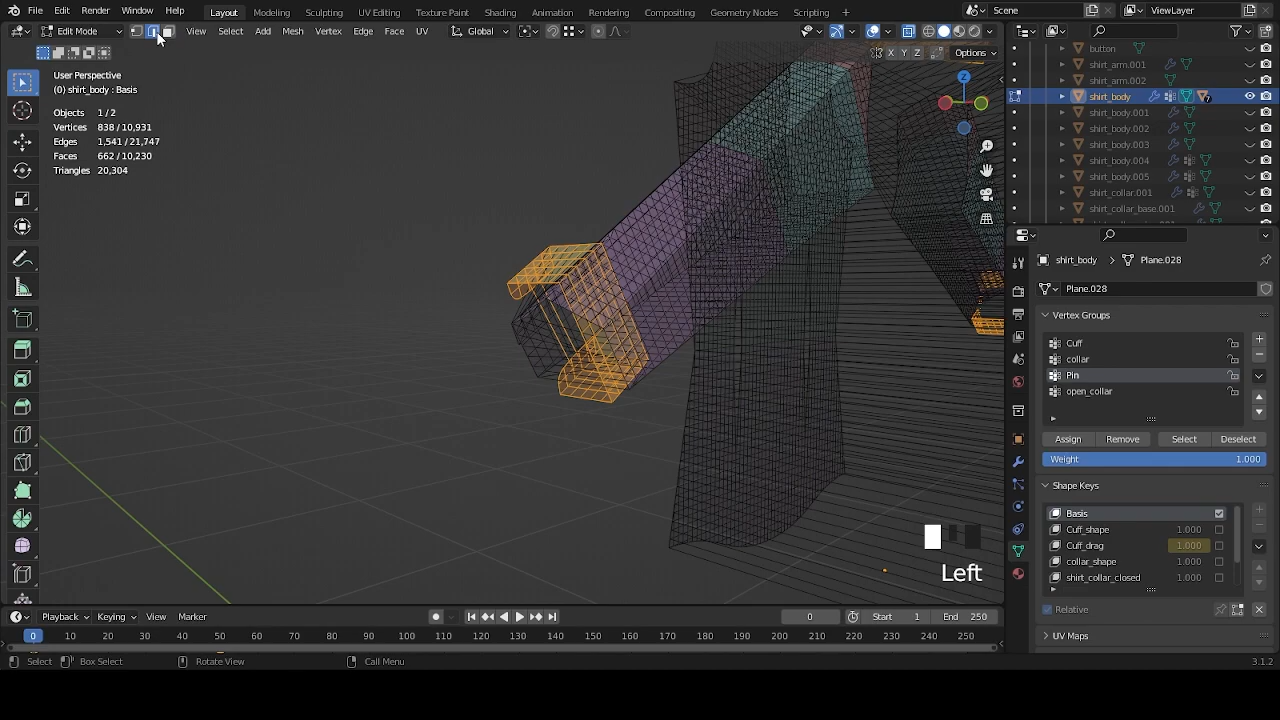 File Edit Render Window Help Layout Modeling Sculpting UV Editing Texture Paint Shading Animation Rendering Compositing Geometry Nodes Scripting + Scene ViewLayer
Edit Mode View Select Add Mesh Vertex Edge Face UV Global
X Y Z Options
User Perspective
(0) shirt_body : Basis
Objects 1 / 2
Vertices 838 / 10,931
Edges 1,541 / 21,747
Faces 662 / 10,230
Triangles 20,304
Z
Left
button
shirt_arm.001
shirt_arm.002
shirt_body 7
shirt_body.001
shirt_body.002
shirt_body.003
shirt_body.004
shirt_body.005
shirt_collar.001
shirt_collar_base.001
shirt_body > Plane.028
Plane.028
Vertex Groups
Cuff
collar
Pin
open_collar
Assign Remove Select Deselect
Weight 1.000
Shape Keys
Basis
Cuff_shape 1.000
Cuff_drag 1.000
collar_shape 1.000
shirt_collar_closed 1.000
Relative
UV Maps
Playback Keying View Marker 0 Start 1 End 250
0 10 20 30 40 50 60 70 80 90 100 110 120 130 140 150 160 170 180 190 200 210 220 230 240 250
Select Box Select Rotate View Call Menu 3.1.2